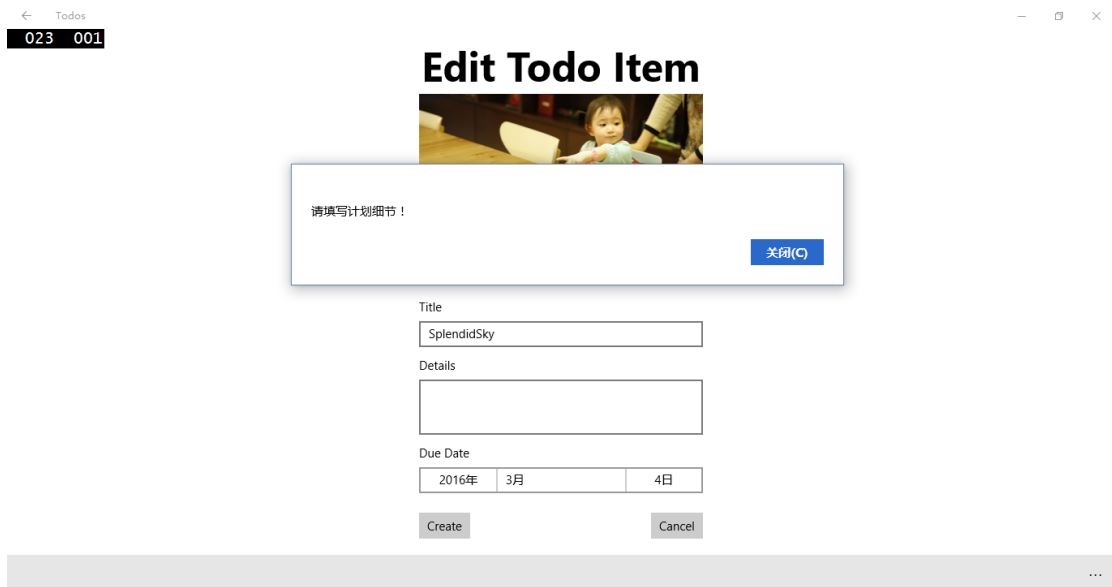 Todos
023 001
Edit Todo Item
请填写计划细节！
关闭(C)
Title
SplendidSky
Details
Due Date
2016年 3月 4日
Create Cancel